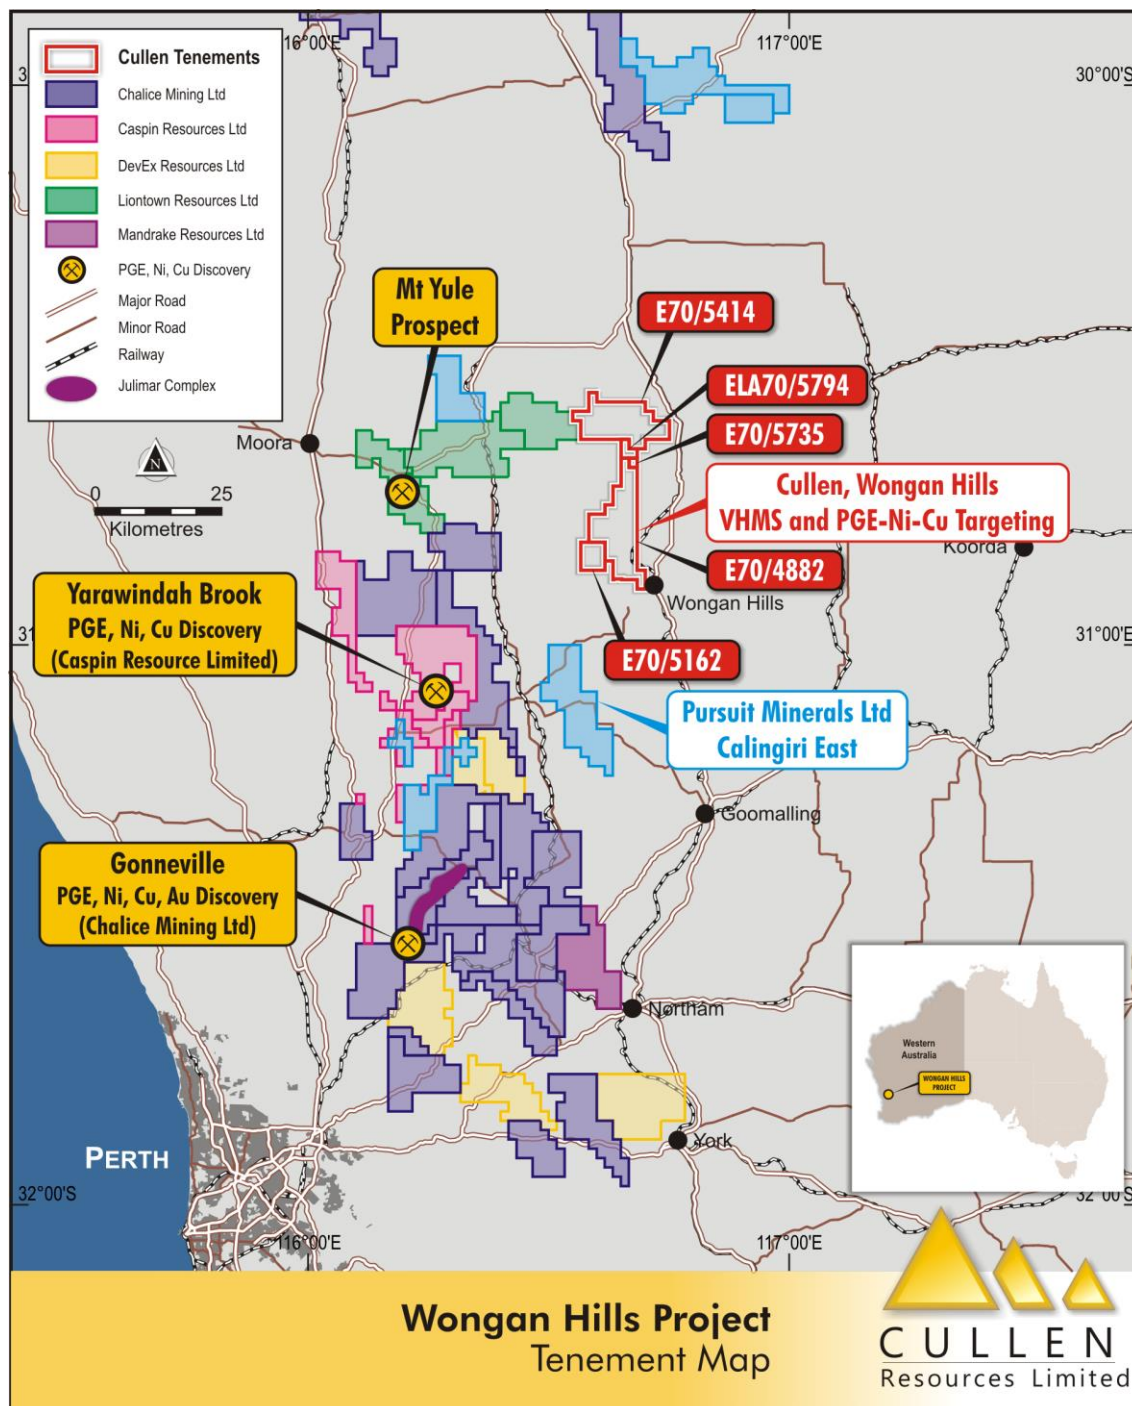 16°00'E
117°00'E
3
30°00'S
Cullen Tenements
Chalice Mining Ltd
Caspin Resources Ltd
DevEx Resources Ltd
Liontown Resources Ltd
Mandrake Resources Ltd
PGE, Ni, Cu Discovery
Major Road
Minor Road
Railway
Julimar Complex
Mt Yule
Prospect
E70/5414
ELA70/5794
E70/5735
Moora
N
0 25
Kilometres
Cullen, Wongan Hills
VHMS and PGE-Ni-Cu Targeting
Koorda
E70/4882
Wongan Hills
Yarawindah Brook
PGE, Ni, Cu Discovery
(Caspin Resource Limited)
31
31°00'E
E70/5162
Pursuit Minerals Ltd
Calingiri East
Goomalling
Gonneville
PGE, Ni, Cu, Au Discovery
(Chalice Mining Ltd)
Northam
Western
Australia
WONGAN HILLS
PROJECT
York
PERTH
32°00'S
32°00'S
116°00'E
117°00'E
Wongan Hills Project
Tenement Map
CULLEN
Resources Limited